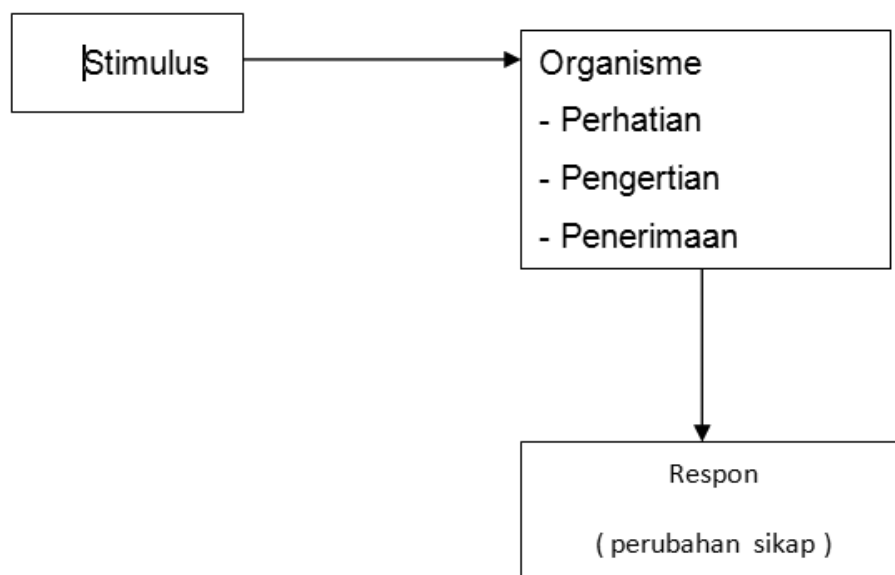 Stimulus
Organisme
- Perhatian
- Pengertian
- Penerimaan
Respon
( perubahan sikap )